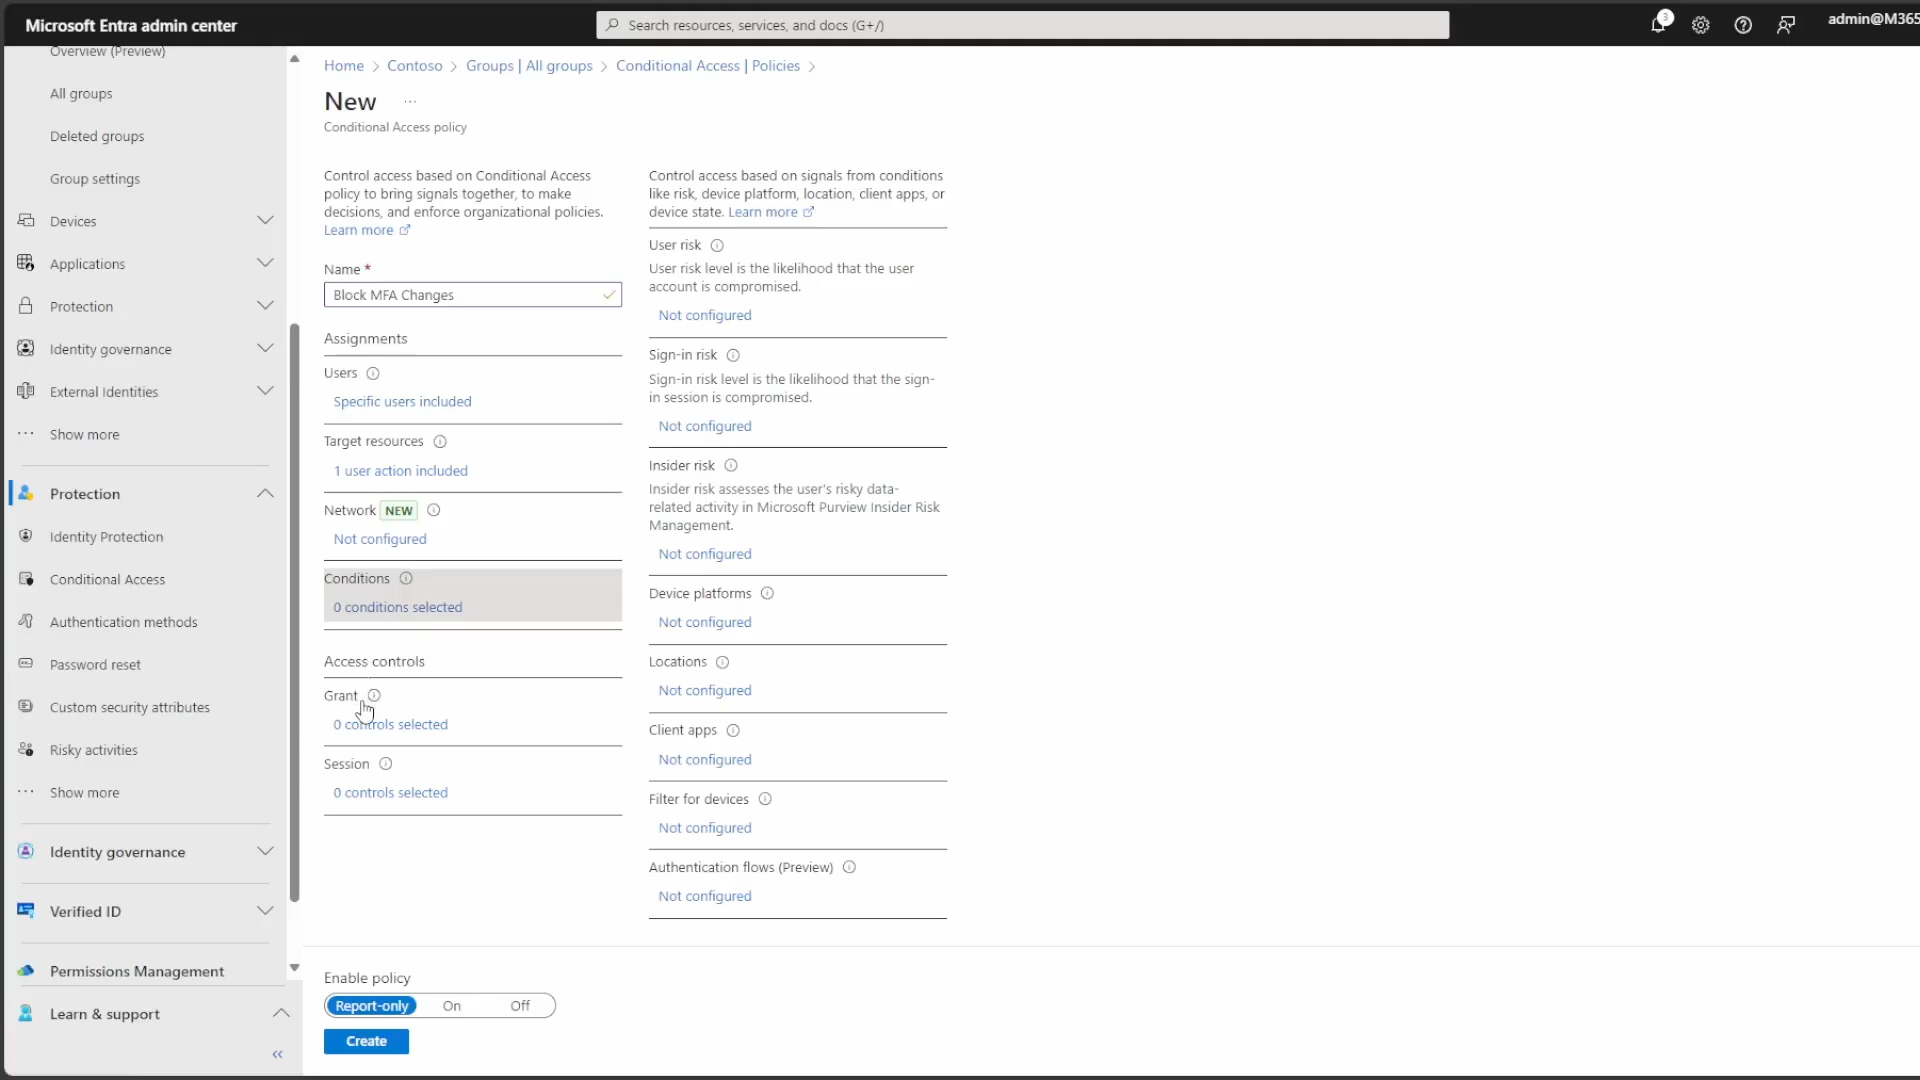 Microsoft Entra admin center
Search resources, services, and docs (G+/)
3
admin@M365
Overview (Preview)
All groups
Deleted groups
Group settings
Devices
Applications
Protection
Identity governance
External Identities
Show more
Protection
Identity Protection
Conditional Access
Authentication methods
Password reset
Custom security attributes
Risky activities
Show more
Identity governance
Verified ID
Permissions Management
Learn & support
Home > Contoso > Groups | All groups > Conditional Access | Policies >
New ...
Conditional Access policy
Control access based on Conditional Access
policy to bring signals together, to make
decisions, and enforce organizational policies.
Learn more
Name *
Block MFA Changes
Assignments
Users
Specific users included
Target resources
1 user action included
Network NEW
Not configured
Conditions
0 conditions selected
Access controls
Grant
0 controls selected
Session
0 controls selected
Control access based on signals from conditions
like risk, device platform, location, client apps, or
device state. Learn more
User risk
User risk level is the likelihood that the user
account is compromised.
Not configured
Sign-in risk
Sign-in risk level is the likelihood that the sign-
in session is compromised.
Not configured
Insider risk
Insider risk assesses the user's risky data-
related activity in Microsoft Purview Insider Risk
Management.
Not configured
Device platforms
Not configured
Locations
Not configured
Client apps
Not configured
Filter for devices
Not configured
Authentication flows (Preview)
Not configured
Enable policy
Report-only On Off
Create